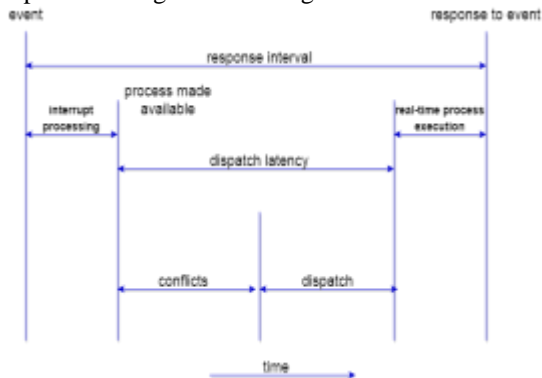 event
response to event
response interval
process made
available
interrupt
processing
real-time process
execution
dispatch latency
conflicts
dispatch
time